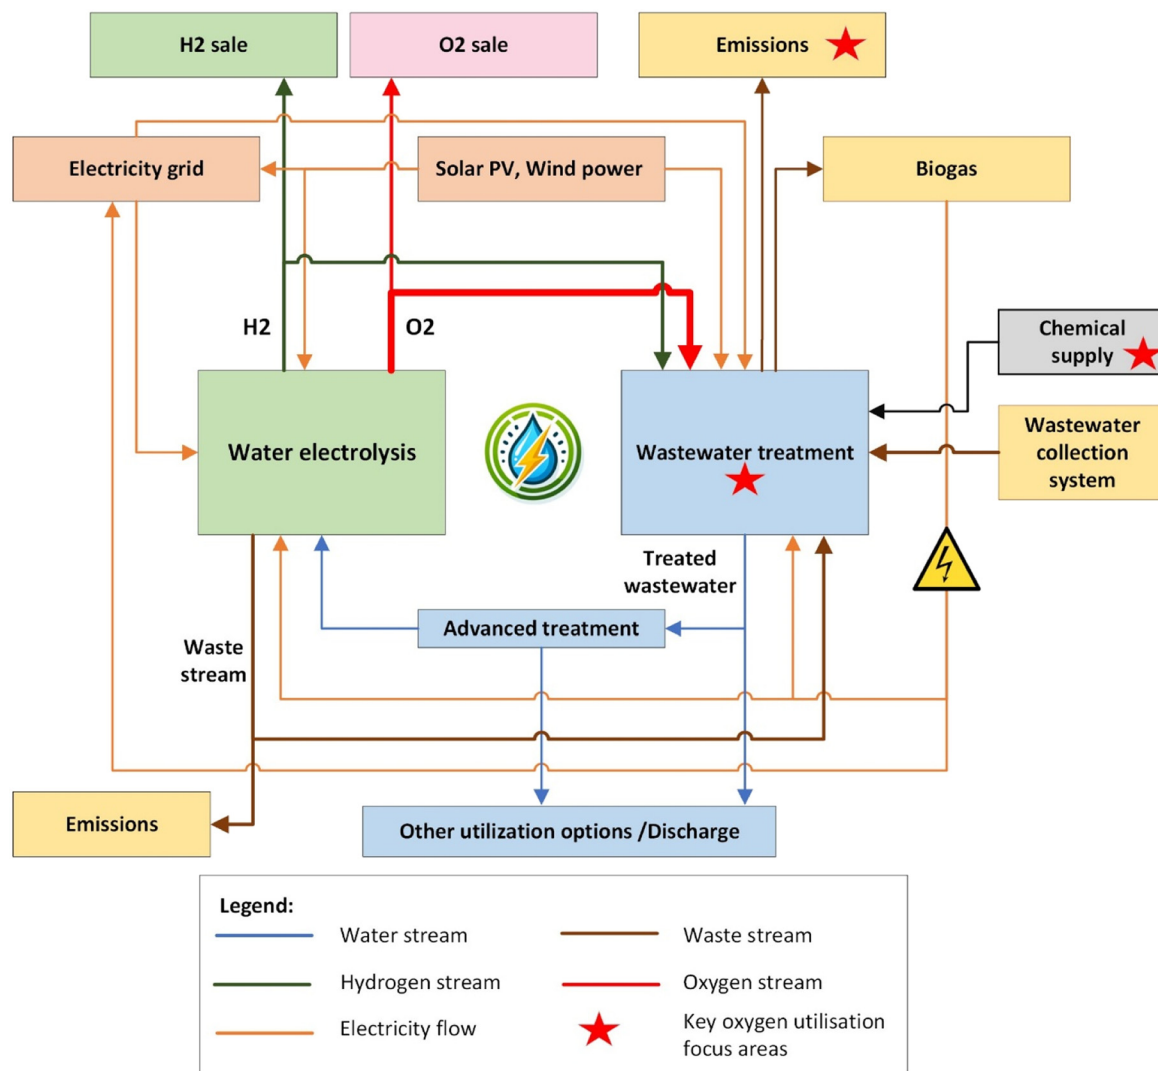 H2 sale
O2 sale
Emissions
Electricity grid
Solar PV, Wind power
Biogas
H2
O2
Chemical
supply
Water electrolysis
Wastewater treatment
Wastewater
collection
system
Treated
wastewater
Advanced treatment
Waste
stream
Emissions
Other utilization options /Discharge
Legend:
Water stream
Waste stream
Hydrogen stream
Oxygen stream
Electricity flow
Key oxygen utilisation
focus areas